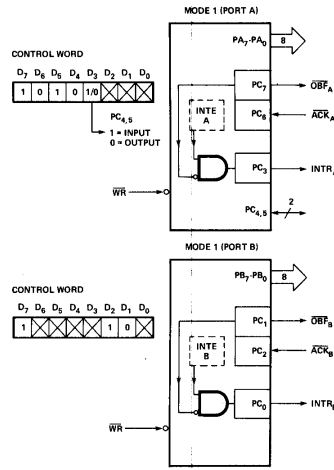 MODE 1 (PORT A)
PA7-PA0 8
CONTROL WORD
D7 D6 D5 D4 D3 D2 D1 D0
1 0 1 0 1/0
PC4,5
1 = INPUT
0 = OUTPUT
PC7 OBFA
INTE
A
PC6 ACKA
PC3
WR
PC4,5 2
MODE 1 (PORT B)
PB7-PB0 8
CONTROL WORD
D7 D6 D5 D4 D3 D2 D1 D0
1 1 0
PC1 OBFB
INTE
B
PC2 ACKB
PC0
WR